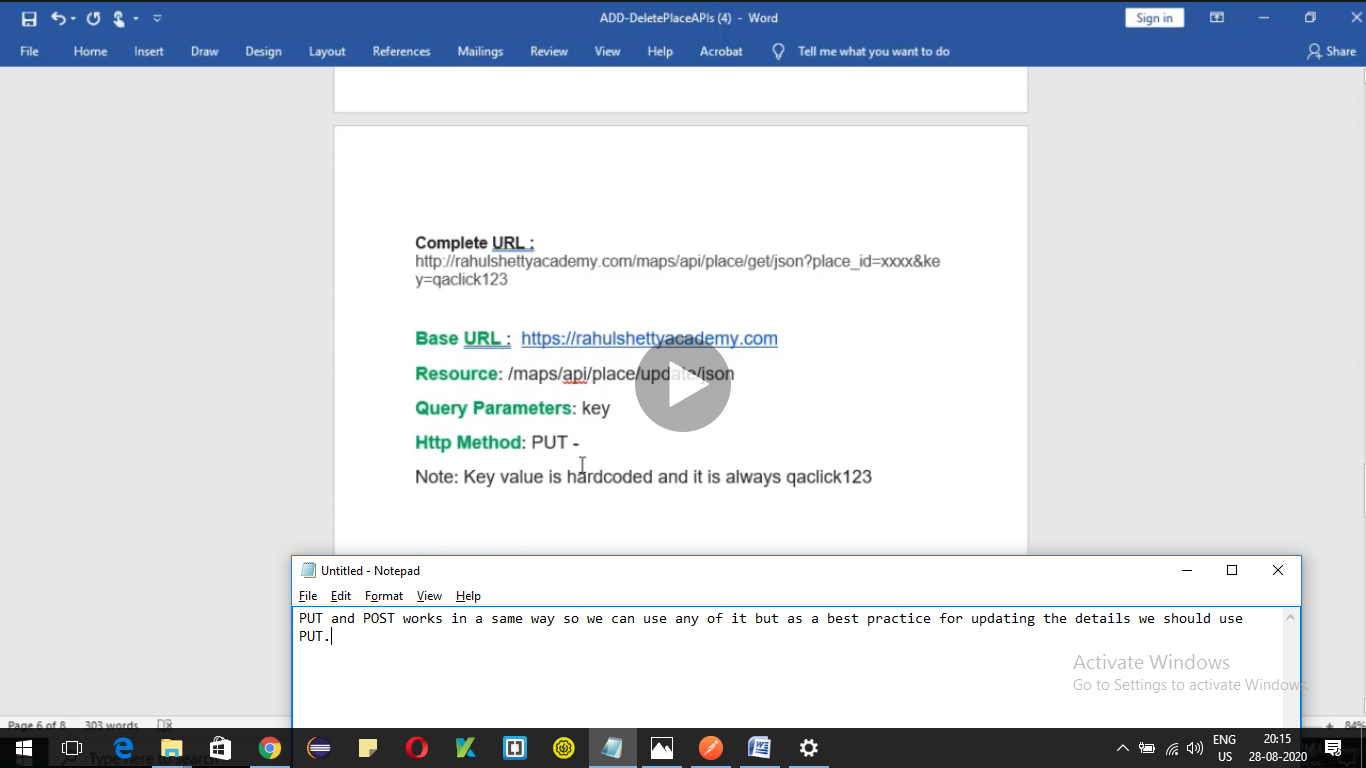 ADD-DeletePlaceAPIs (4) - Word
Sign in
File Home Insert Draw Design Layout References Mailings Review View Help Acrobat Tell me what you want to do Share
Complete URL :
http://rahulshettyacademy.com/maps/api/place/get/json?place_id=xxxx&ke
y=qaclick123
Base URL : https://rahulshettyacademy.com
Resource: /maps/api/place/update/json
Query Parameters: key
Http Method: PUT -
Note: Key value is hardcoded and it is always qaclick123
Untitled - Notepad
File Edit Format View Help
PUT and POST works in a same way so we can use any of it but as a best practice for updating the details we should use
PUT.
Activate Windows
Go to Settings to activate Windows.
Page 6 of 8 303 words 84%
Type here to search
ENG
US
20:15
28-08-2020